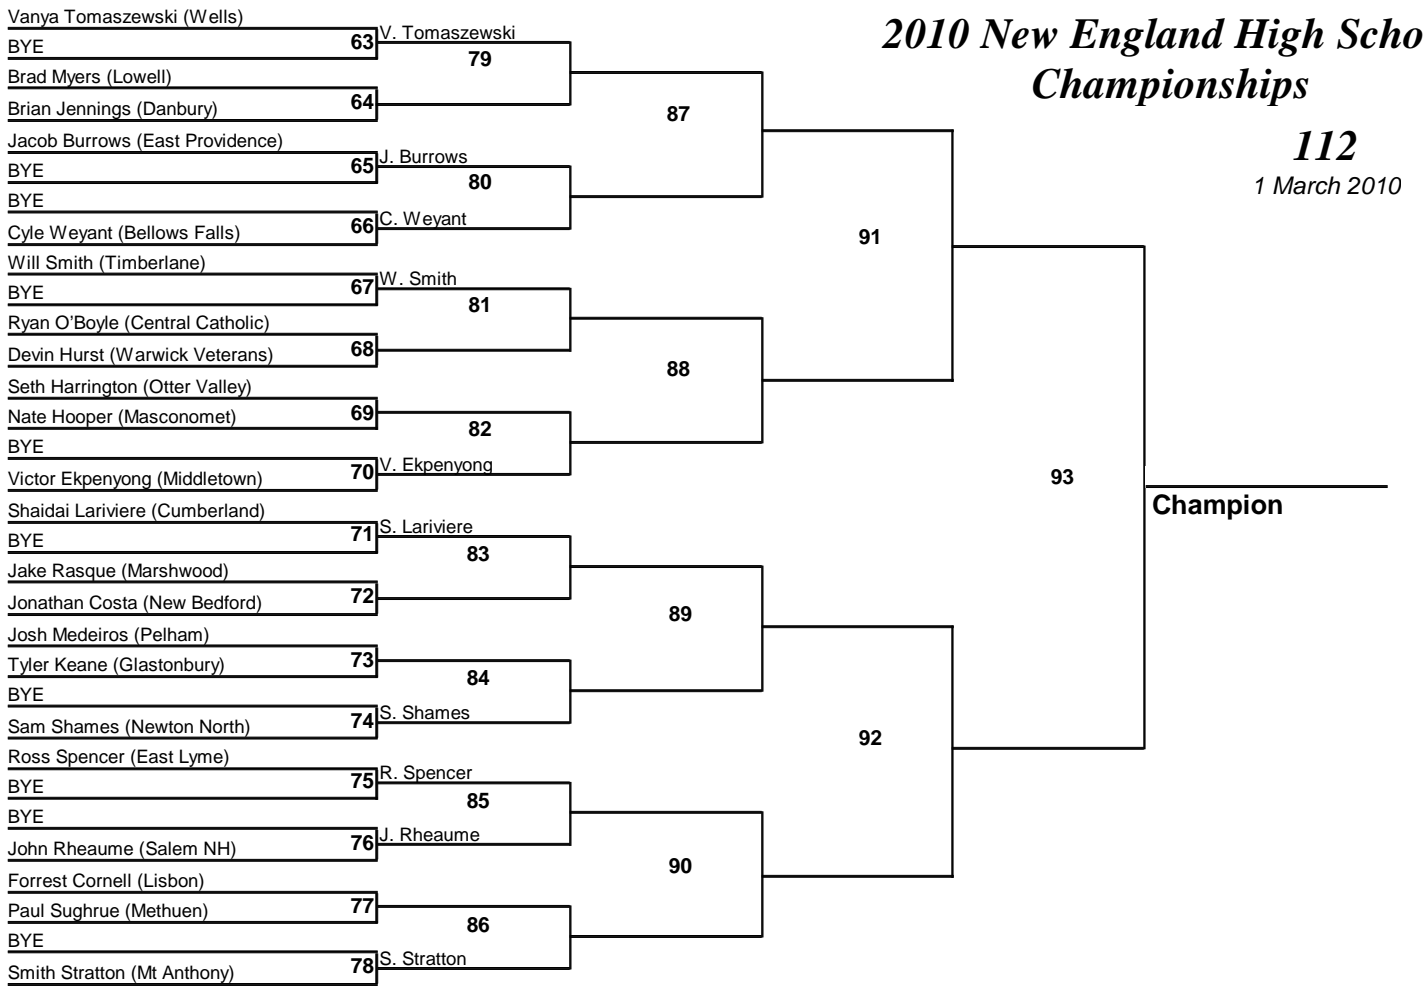 2010 New England High Scho
Championships
112
1 March 2010
Vanya Tomaszewski (Wells)
BYE
63
V. Tomaszewski
79
Brad Myers (Lowell)
Brian Jennings (Danbury)
64
87
Jacob Burrows (East Providence)
BYE
65
J. Burrows
80
BYE
Cyle Weyant (Bellows Falls)
66
C. Weyant
91
Will Smith (Timberlane)
BYE
67
W. Smith
81
Ryan O'Boyle (Central Catholic)
Devin Hurst (Warwick Veterans)
68
88
Seth Harrington (Otter Valley)
Nate Hooper (Masconomet)
69
82
BYE
Victor Ekpenyong (Middletown)
70
V. Ekpenyong
93
Champion
Shaidai Lariviere (Cumberland)
BYE
71
S. Lariviere
83
Jake Rasque (Marshwood)
Jonathan Costa (New Bedford)
72
89
Josh Medeiros (Pelham)
Tyler Keane (Glastonbury)
73
84
BYE
Sam Shames (Newton North)
74
S. Shames
92
Ross Spencer (East Lyme)
BYE
75
R. Spencer
85
BYE
John Rheaume (Salem NH)
76
J. Rheaume
90
Forrest Cornell (Lisbon)
Paul Sughrue (Methuen)
77
86
BYE
Smith Stratton (Mt Anthony)
78
S. Stratton